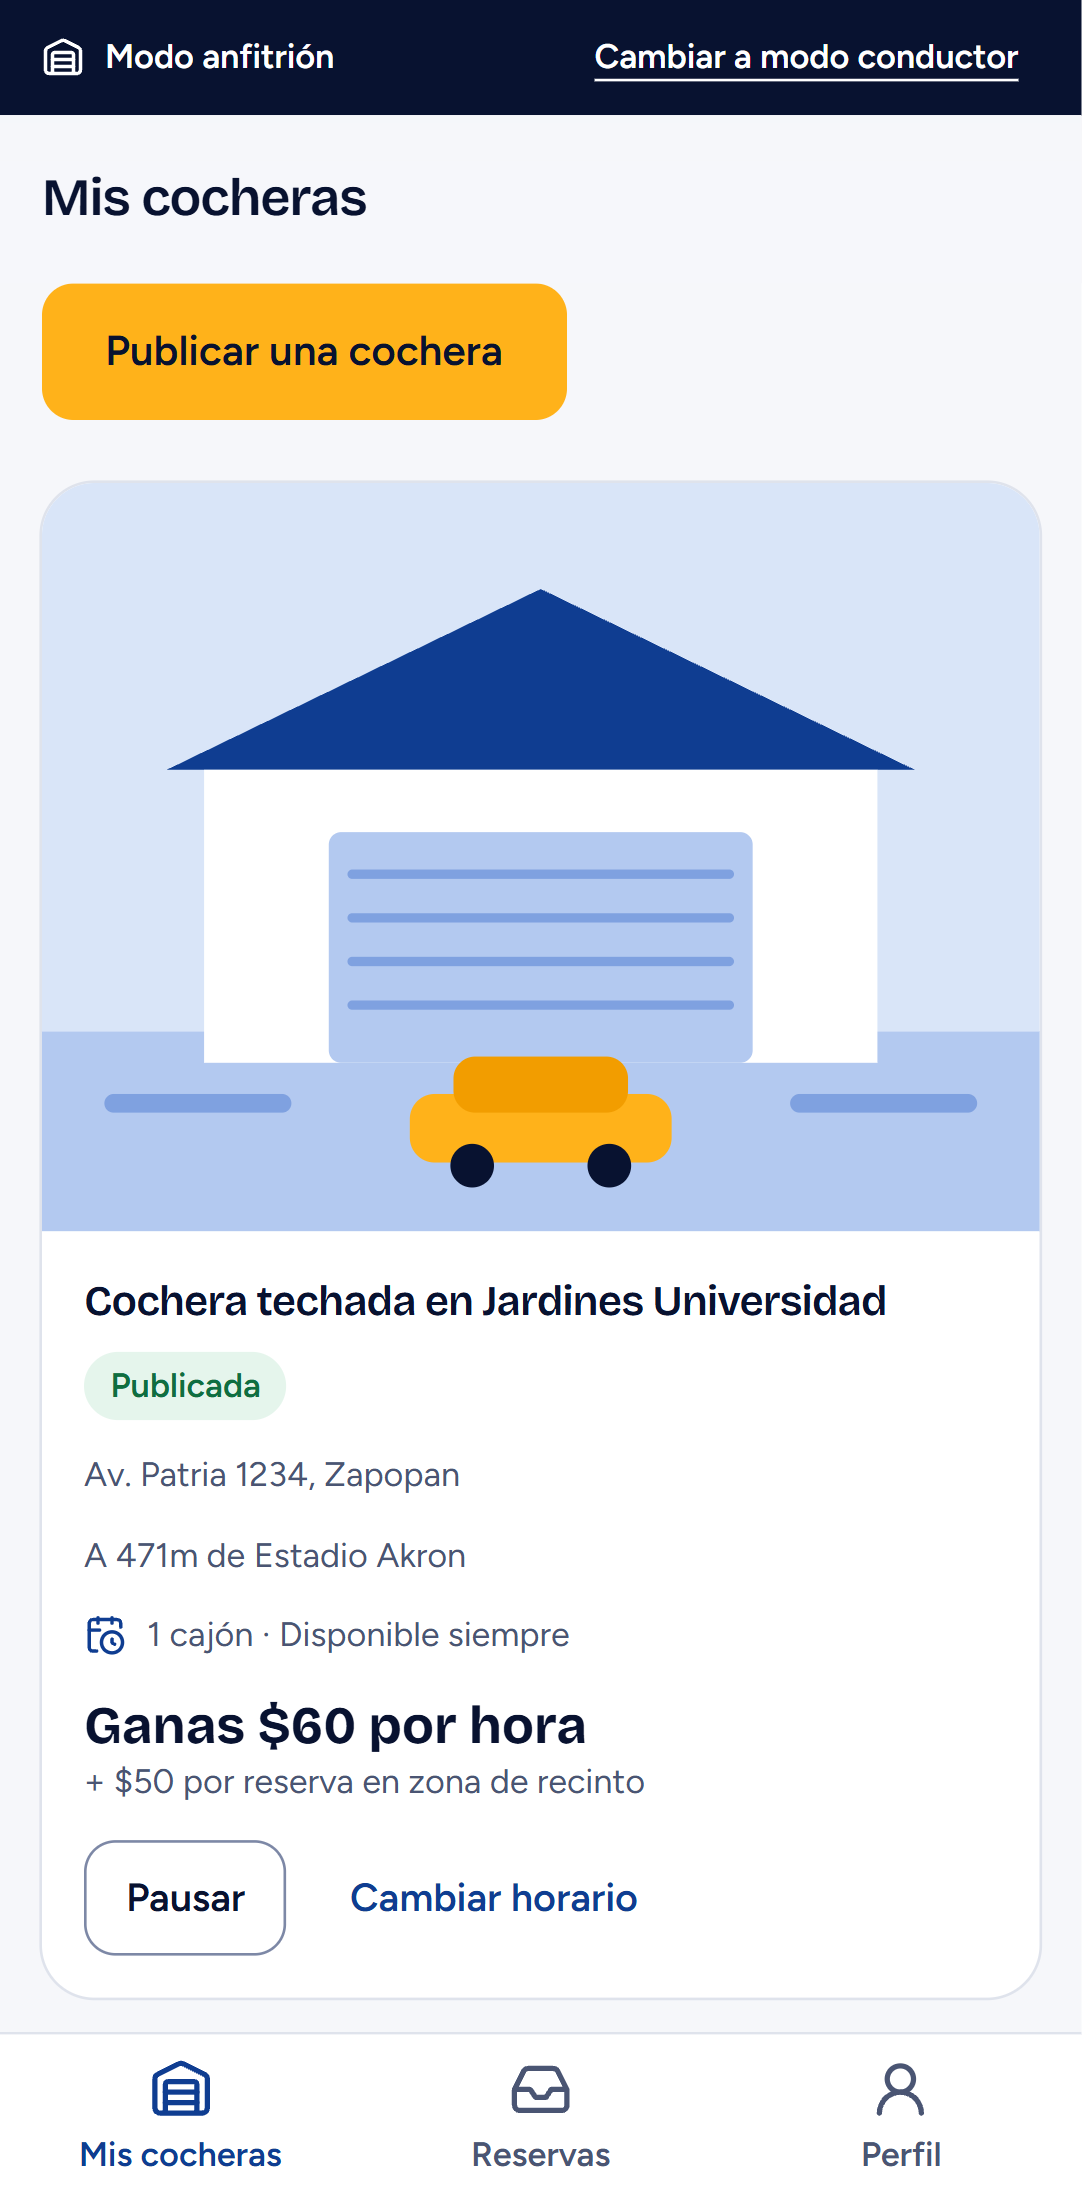 Modo anfitrión
Cambiar a modo conductor
Mis cocheras
Publicar una cochera
Cochera techada en Jardines Universidad
Publicada
Av. Patria 1234, Zapopan
A 471m de Estadio Akron
1 cajón · Disponible siempre
Ganas $60 por hora
+ $50 por reserva en zona de recinto
Pausar
Cambiar horario
Mis cocheras
Reservas
Perfil